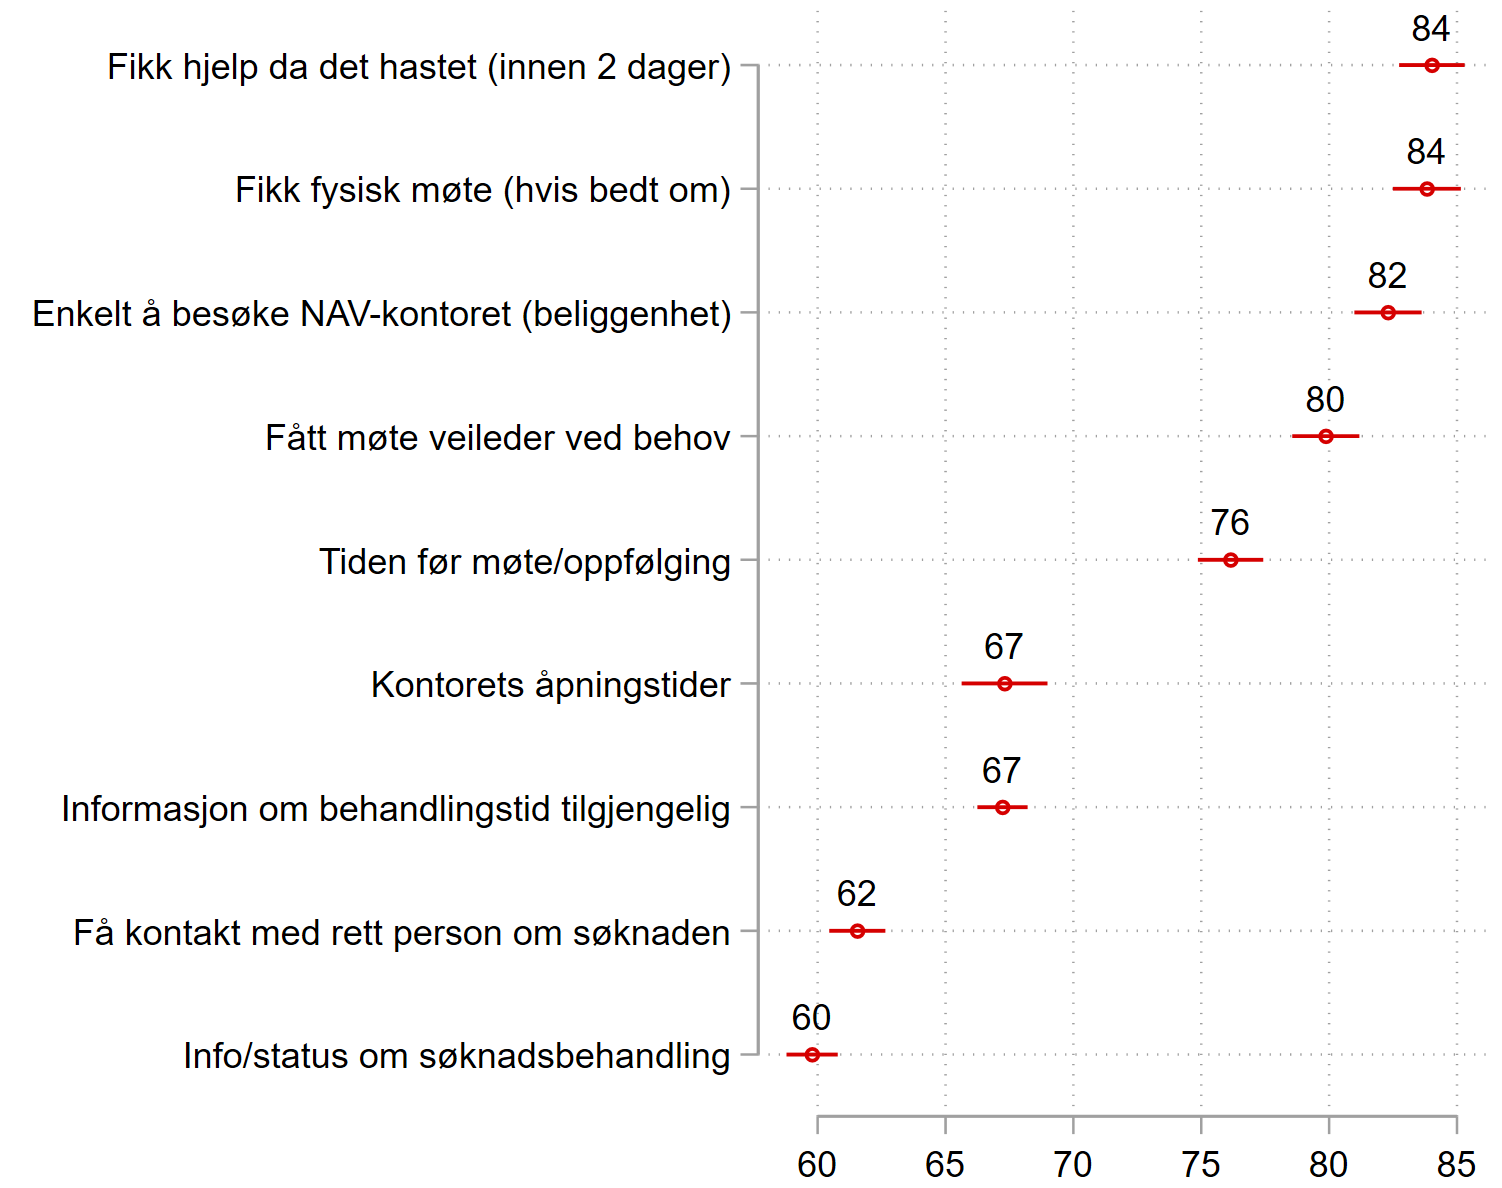 84
Fikk hjelp da det hastet (innen 2 dager)
84
Fikk fysisk møte (hvis bedt om)
82
Enkelt å besøke NAV-kontoret (beliggenhet)
80
Fått møte veileder ved behov
76
Tiden før møte/oppfølging
67
Kontorets åpningstider
67
Informasjon om behandlingstid tilgjengelig
62
Få kontakt med rett person om søknaden
60
Info/status om søknadsbehandling
60 65 70 75 80 85